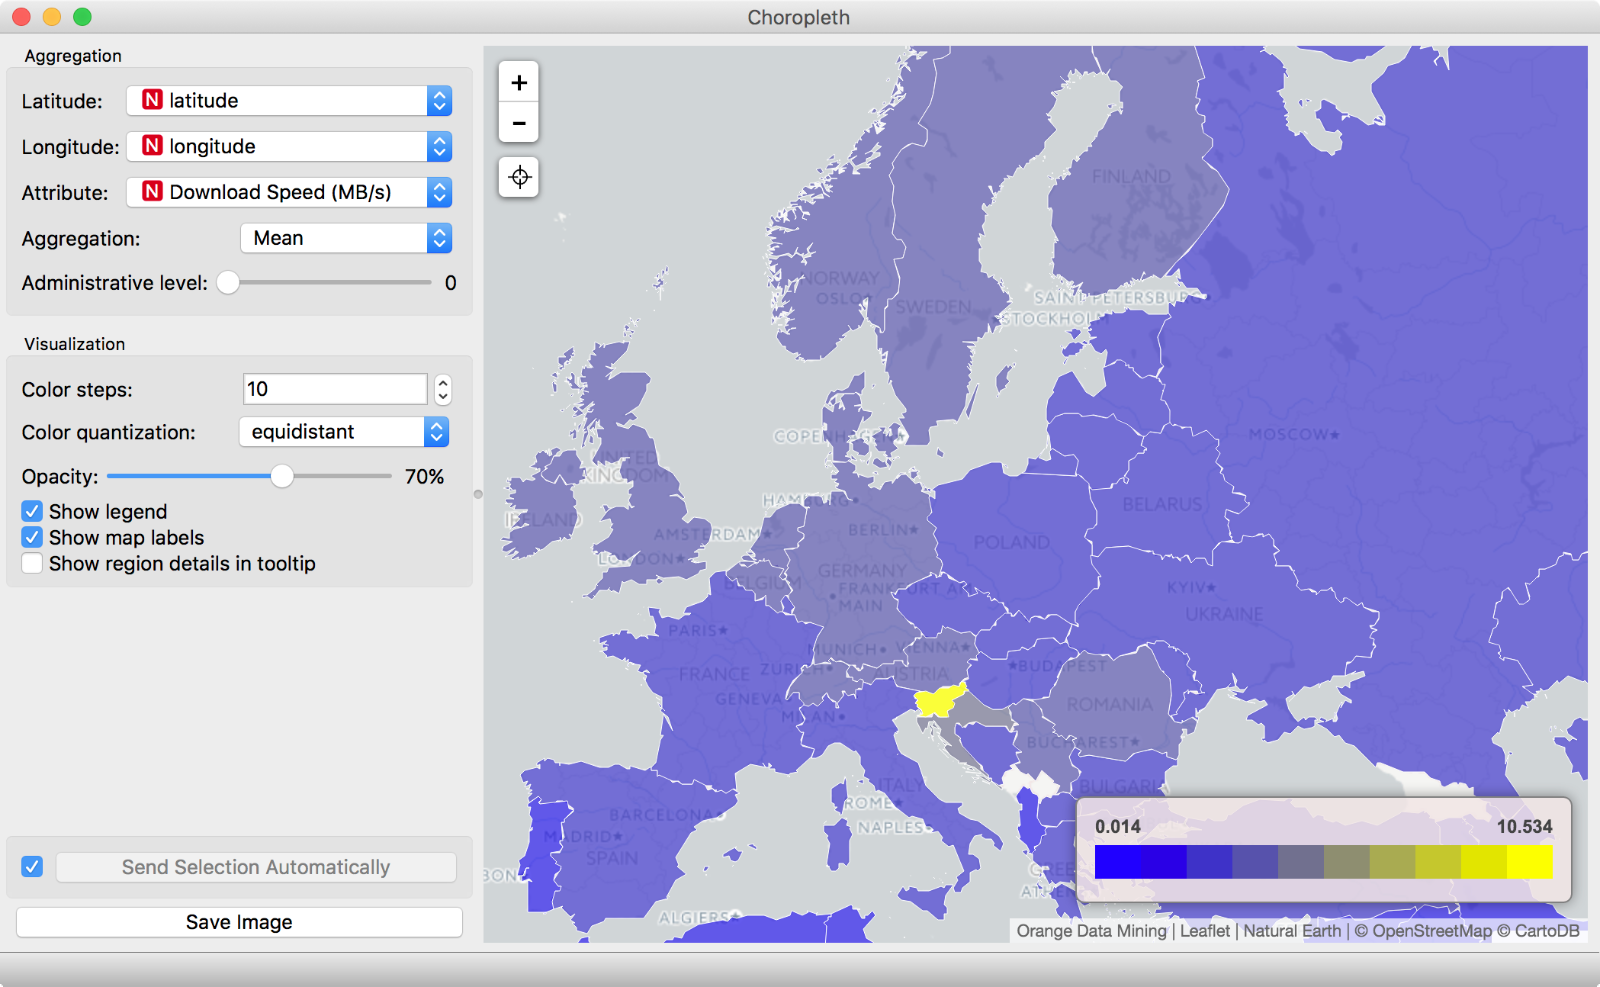 Choropleth
Aggregation
Latitude: N latitude
Longitude: N longitude
Attribute: N Download Speed (MB/s)
Aggregation: Mean
Administrative level: 0
Visualization
Color steps: 10
Color quantization: equidistant
Opacity: 70%
Show legend
Show map labels
Show region details in tooltip
Send Selection Automatically
Save Image
+
−
FINLAND
NORWAY
OSLO
SWEDEN
SAINT PETERSBURG
STOCKHOLM
COPENHAGEN
MOSCOW
UNITED
KINGDOM
HAMBURG
IRELAND
AMSTERDAM
BERLIN
BELARUS
LONDON
POLAND
BELGIUM
GERMANY
FRANKFURT AM
MAIN
KYIV
UKRAINE
PARIS
MUNICH
VIENNA
FRANCE
ZURICH
AUSTRIA
BUDAPEST
GENEVA
MILAN
ROMANIA
BUCHAREST
ITALY
BULGARI
ROME
BARCELONA
NAPLES
MADRID
SPAIN
GREE
ATHEN
BON
ALGIERS
0.014 10.534
Orange Data Mining | Leaflet | Natural Earth | © OpenStreetMap © CartoDB